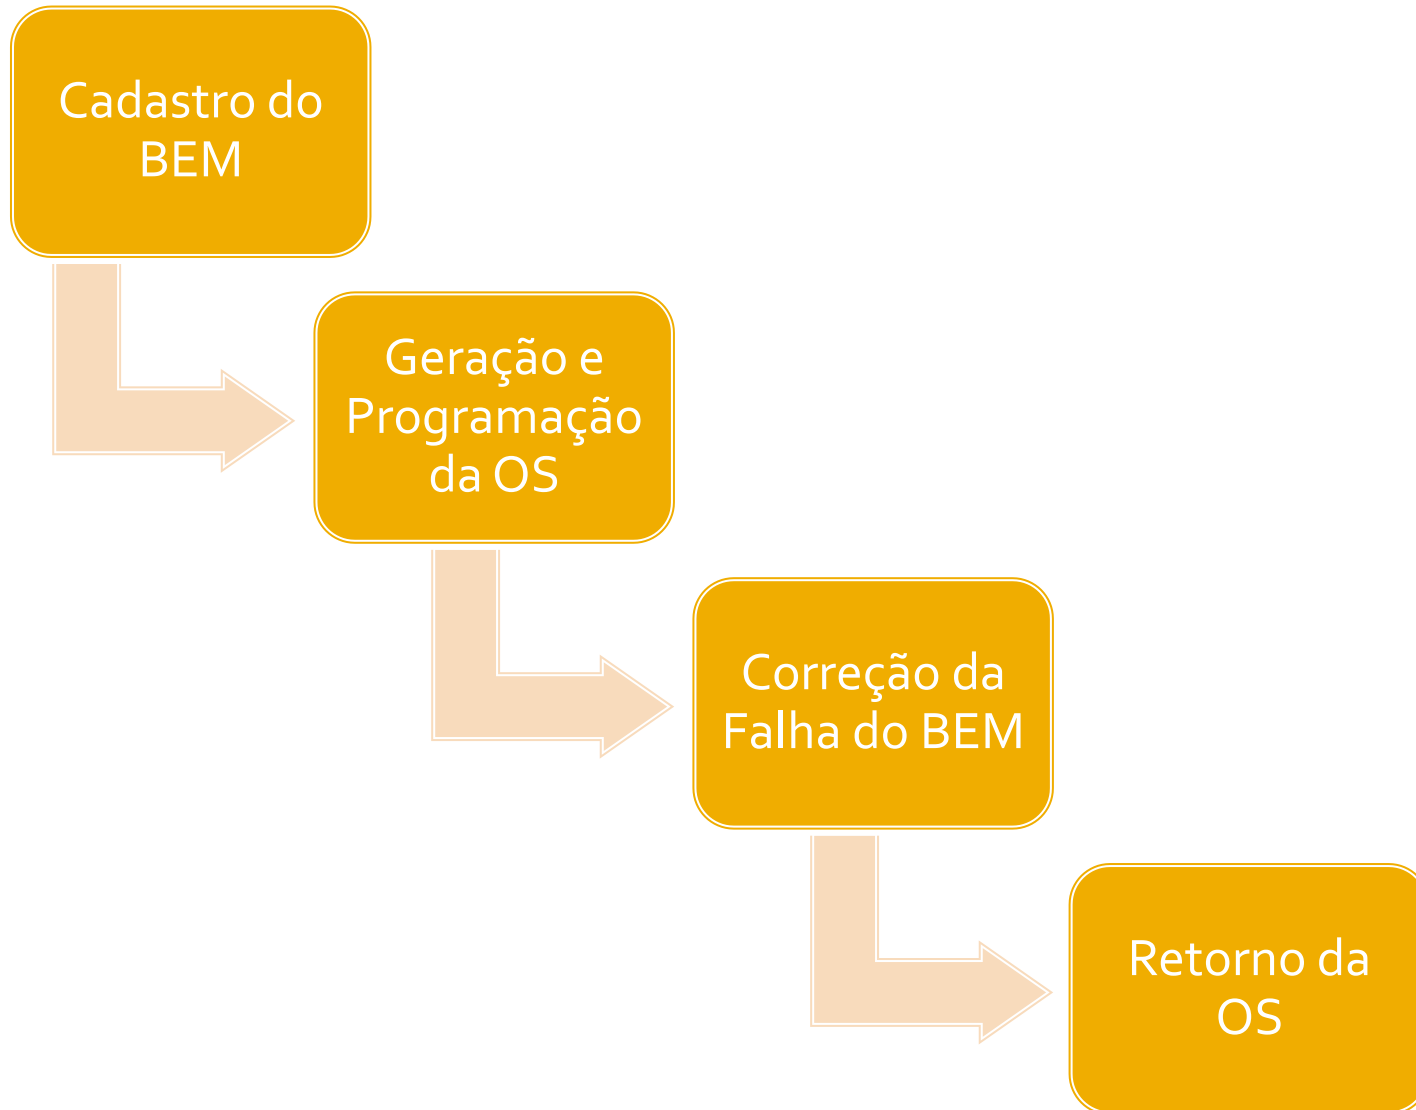 Cadastro do
BEM
Geração e
Programação
da OS
Correção da
Falha do BEM
Retorno da
OS